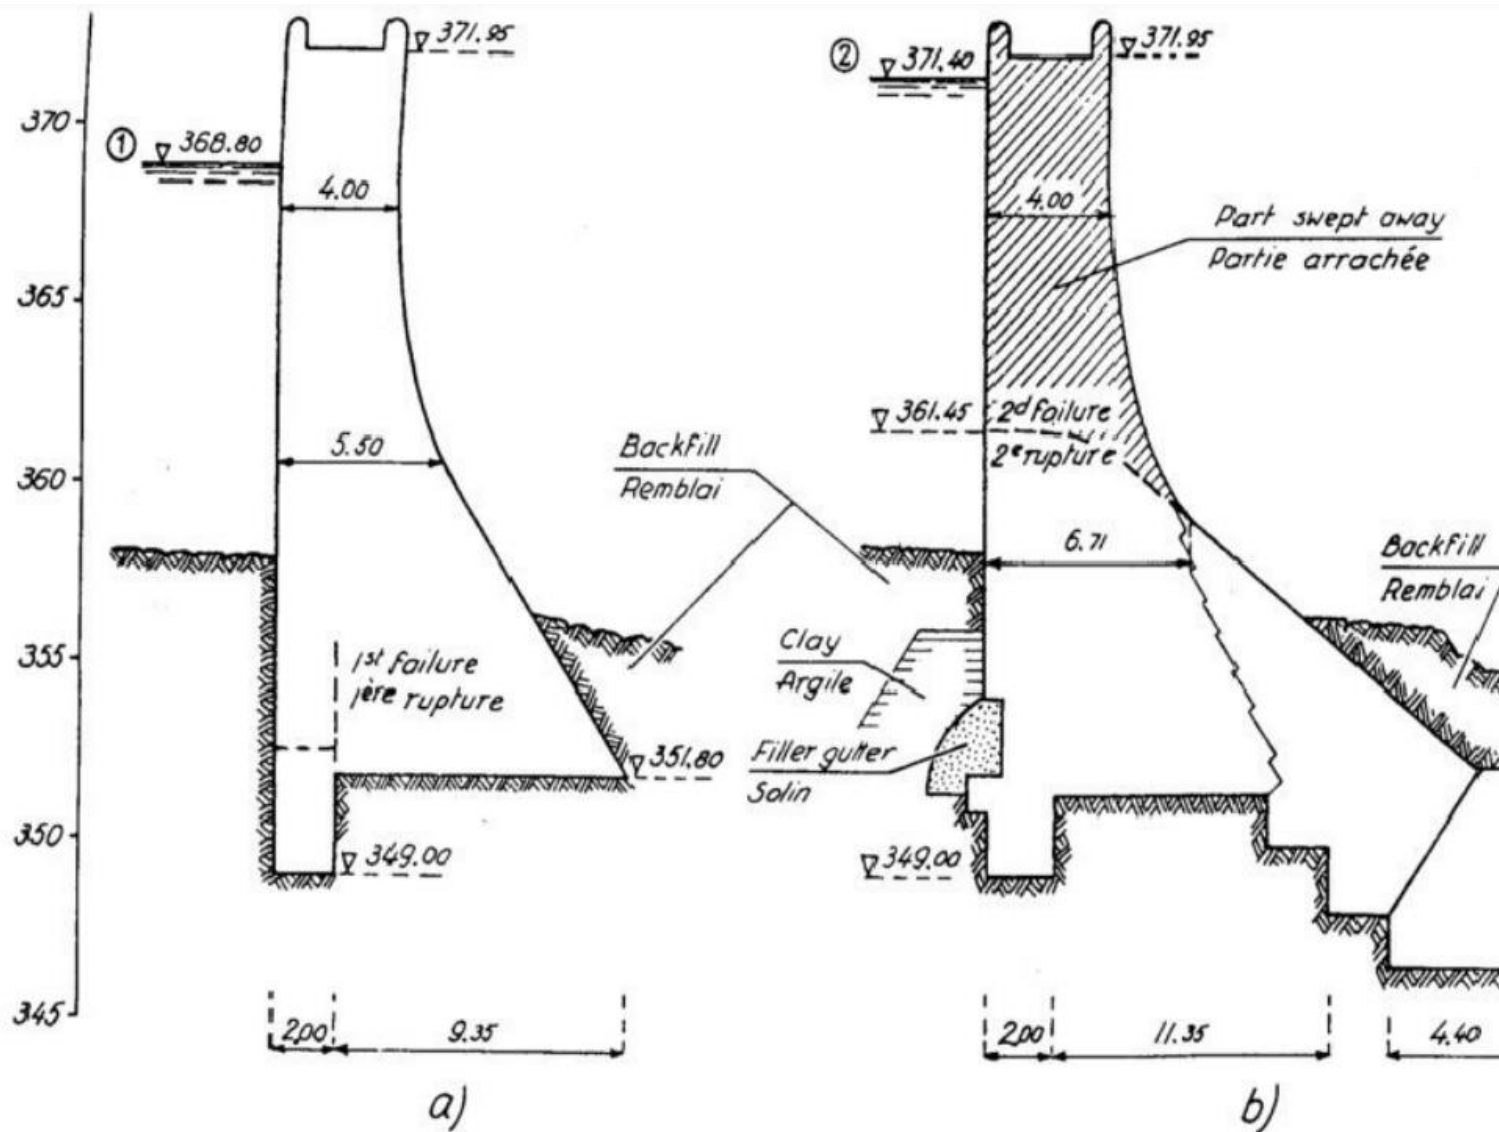 370
365
360
355
350
345
371.95
① 368.80
4.00
5.50
Backfill
Remblai
1st failure
1ère rupture
351.80
349.00
2,00
9.35
a)
② 371.40
371.95
4.00
Part swept away
Partie arrachée
361.45
2d failure
2e rupture
6.71
Backfill
Remblai
Clay
Argile
Filler gutter
Solin
349.00
2,00
11.35
4.40
b)